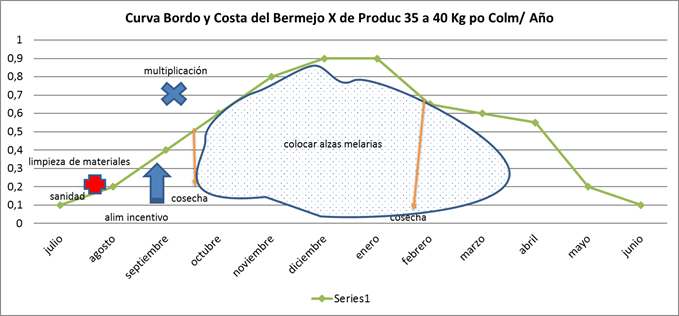 Curva Bordo y Costa del Bermejo X de Produc 35 a 40 Kg po Colm/ Año
1
0,9
0,8
0,7
0,6
0,5
0,4
0,3
0,2
0,1
0
multiplicación
colocar alzas melarias
limpieza de materiales
sanidad
cosecha
alim incentivo
cosecha
julio
agosto
septiembre
octubre
noviembre
diciembre
enero
febrero
marzo
abril
mayo
junio
Series1